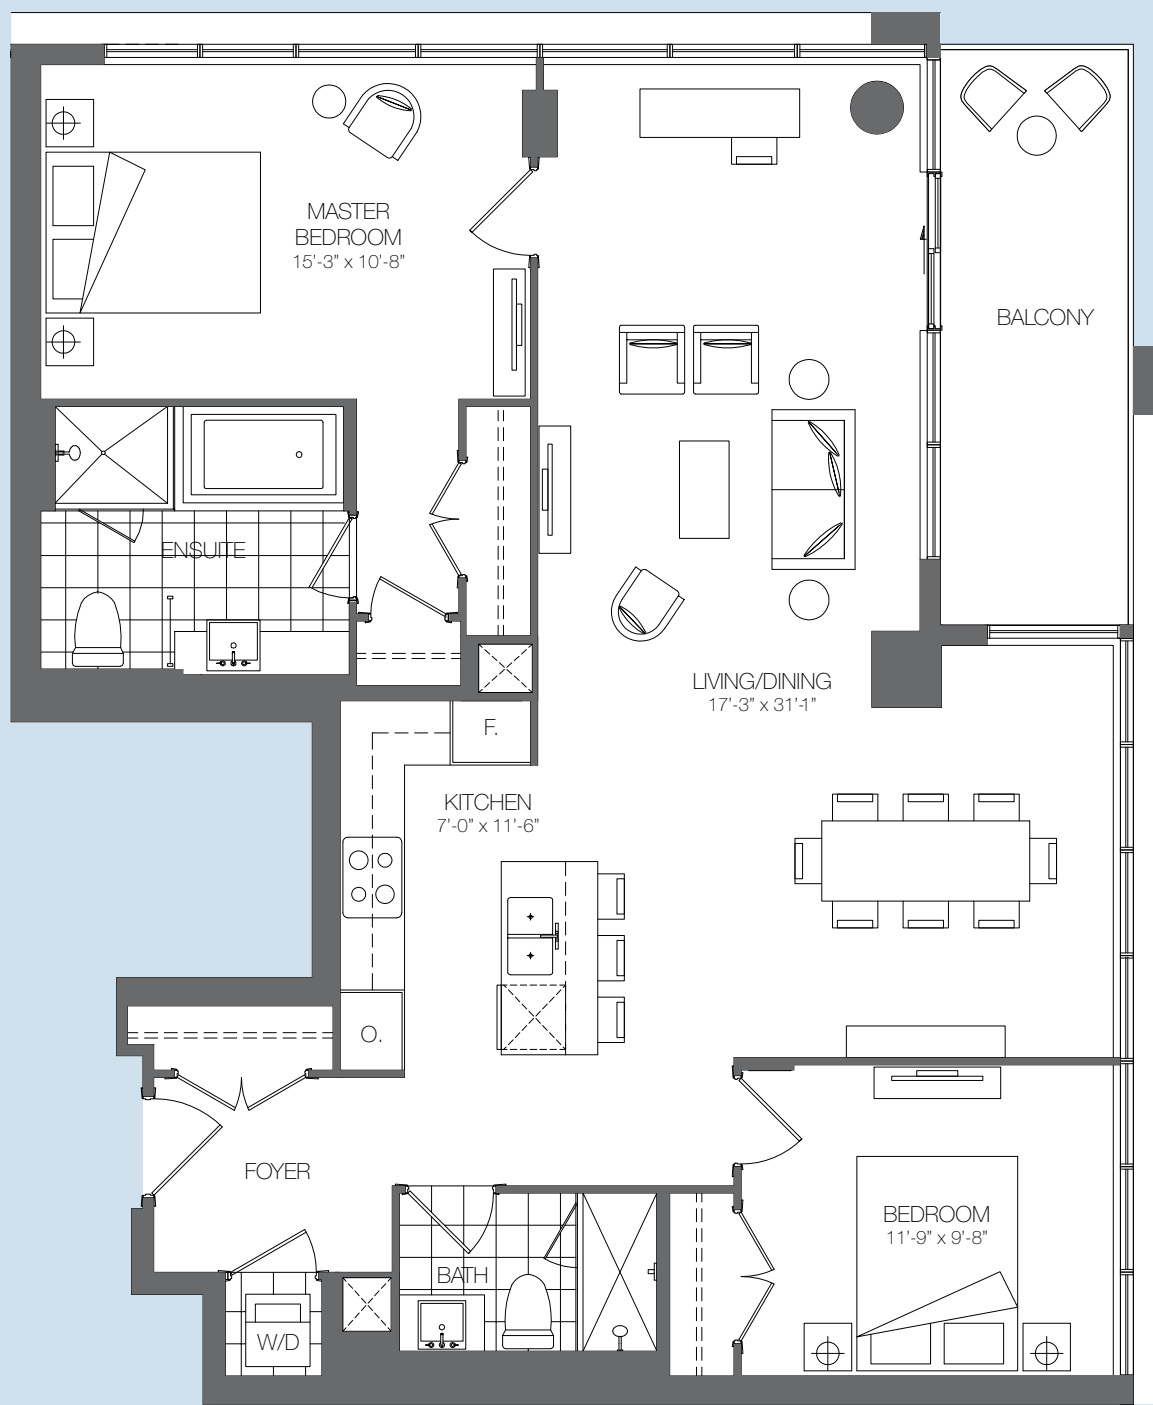 MASTER
BEDROOM
15'-3" x 10'-8"
BALCONY
ENSUITE
LIVING/DINING
17'-3" x 31'-1"
F.
KITCHEN
7'-0" x 11'-6"
O.
FOYER
BEDROOM
11'-9" x 9'-8"
BATH
W/D